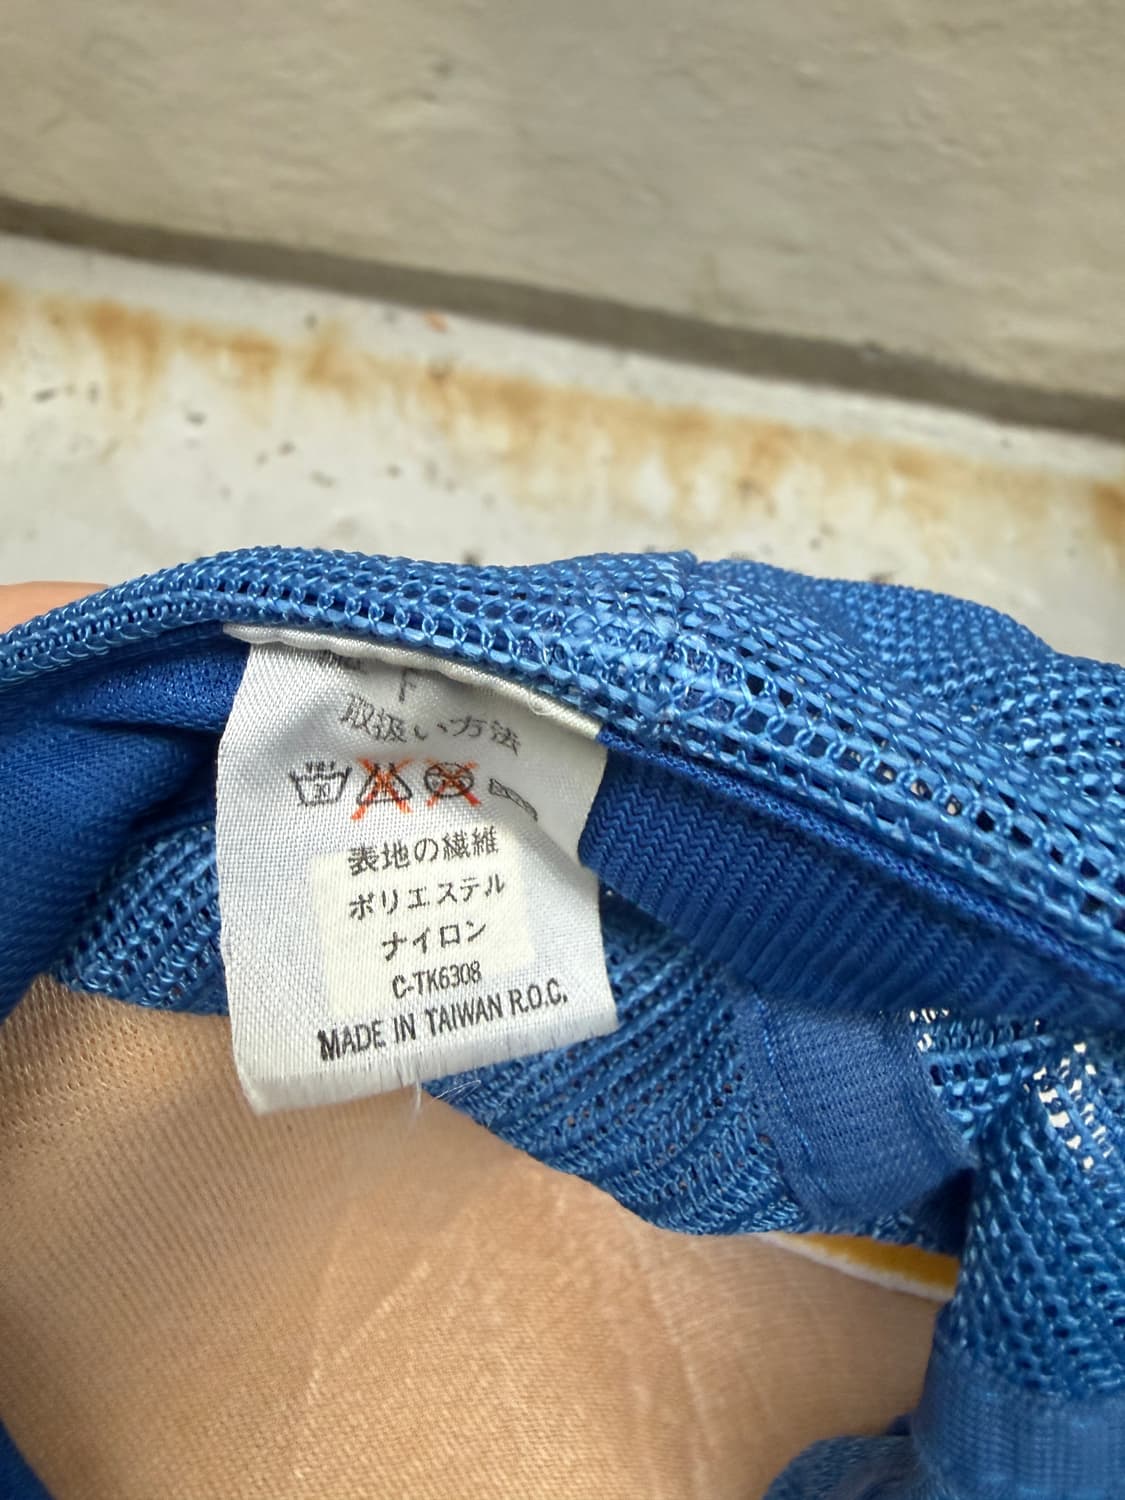 F
取扱い方法
表地の繊維
ポリエステル
ナイロン
C-TK6308
MADE IN TAIWAN R.O.C.